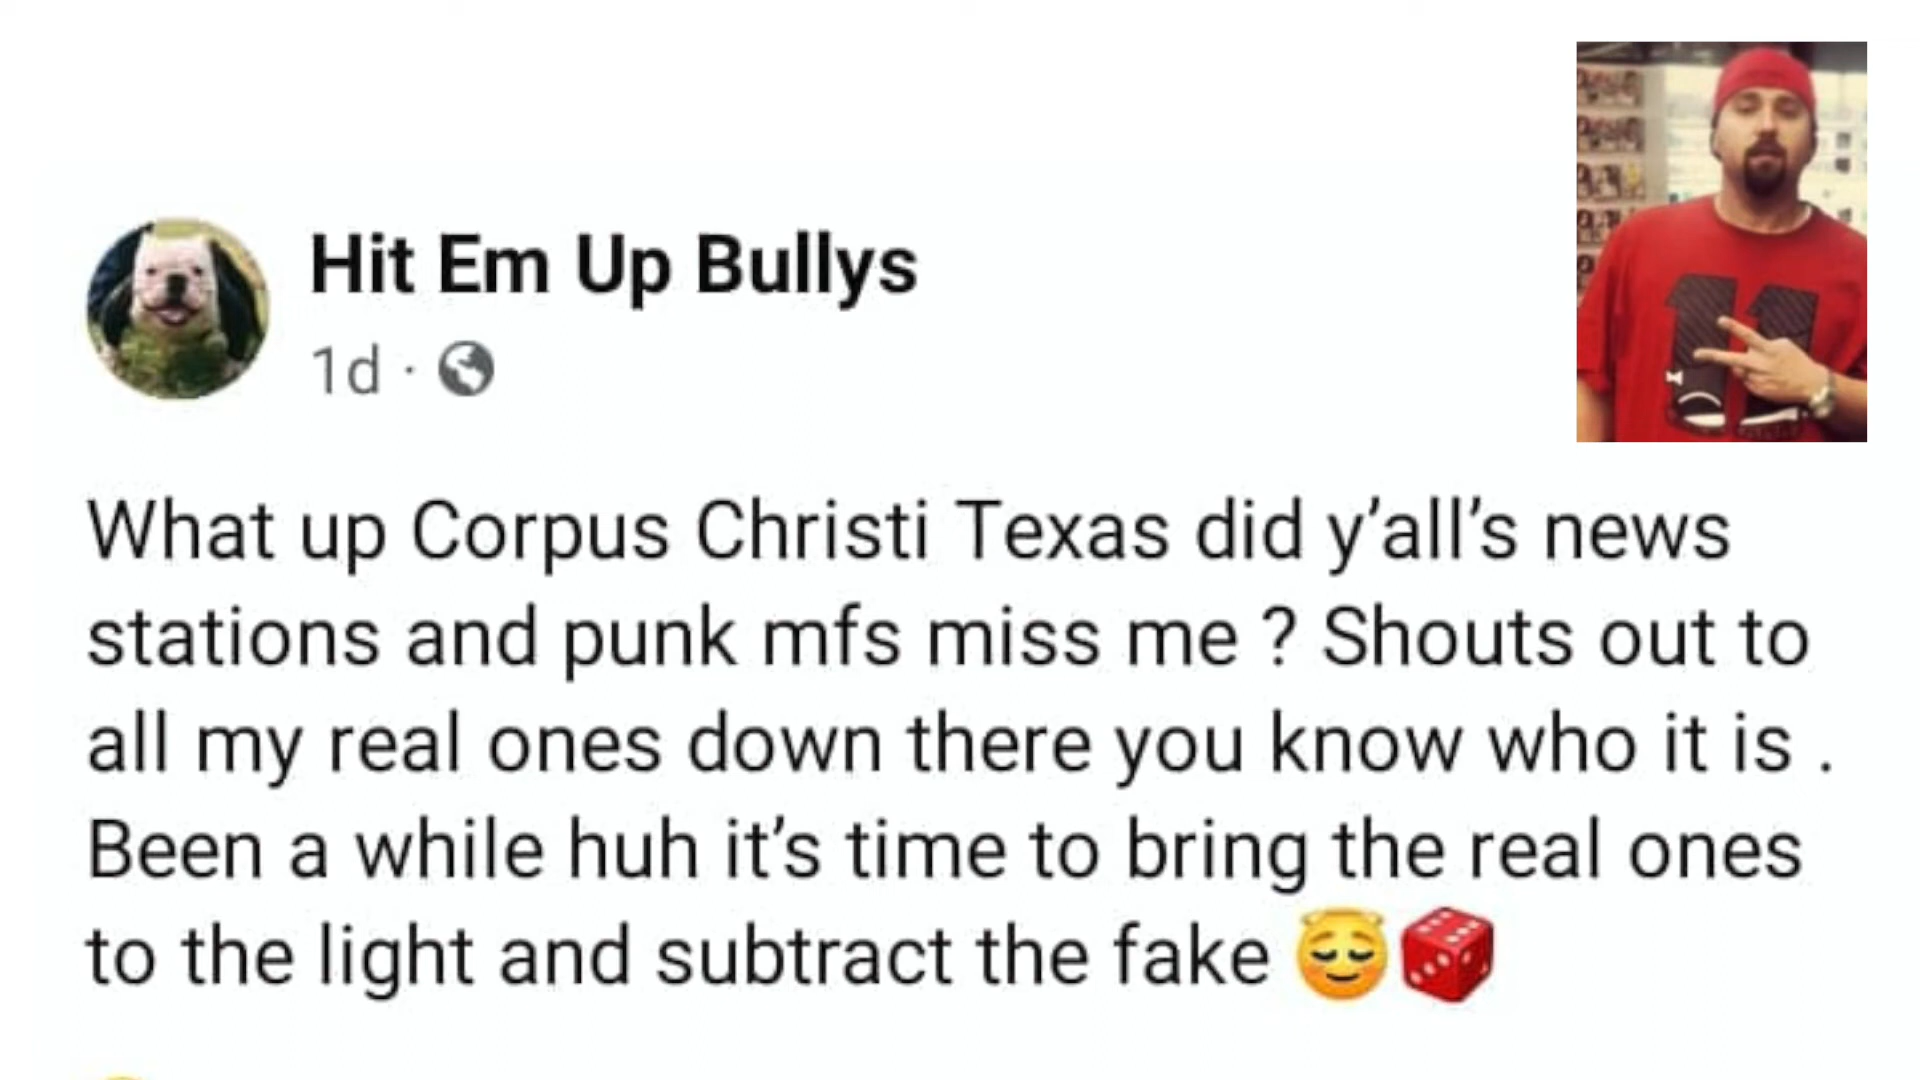 Hit Em Up Bullys
1d ·
What up Corpus Christi Texas did y’all’s news
stations and punk mfs miss me ? Shouts out to
all my real ones down there you know who it is .
Been a while huh it’s time to bring the real ones
to the light and subtract the fake 😇🎲
11